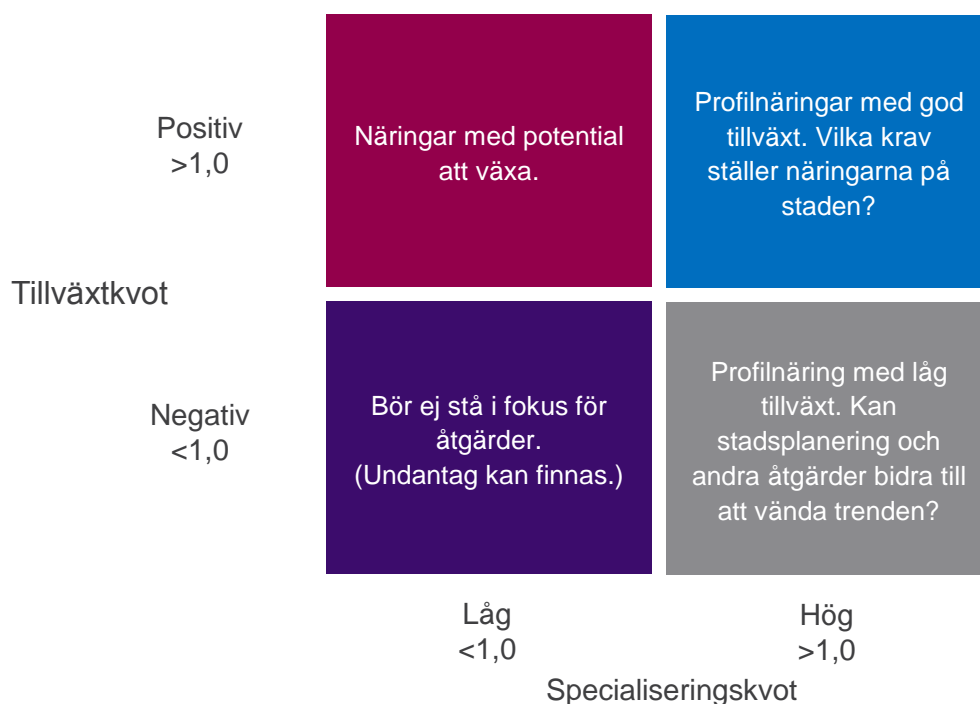 Positiv
>1,0
Näringar med potential
att växa.
Profilnäringar med god
tillväxt. Vilka krav
ställer näringarna på
staden?
Tillväxtkvot
Negativ
<1,0
Bör ej stå i fokus för
åtgärder.
(Undantag kan finnas.)
Profilnäring med låg
tillväxt. Kan
stadsplanering och
andra åtgärder bidra till
att vända trenden?
Låg
<1,0
Hög
>1,0
Specialiseringskvot